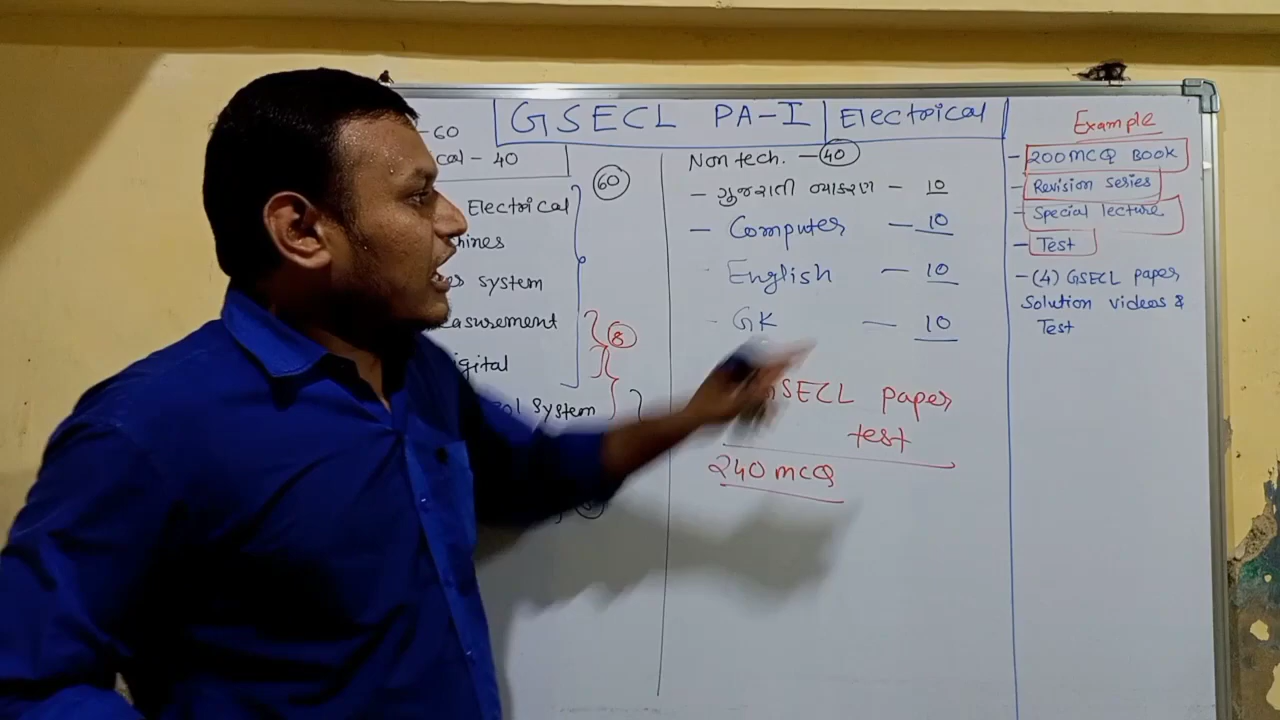 GSECL PA-I Electrical
-60
cal - 40
60
Electrical
hines
system
easurement
8
igital
ol system
Non tech. - 40
- ગુજરાતી વ્યાકરણ - 10
- Computer - 10
- English - 10
- GK - 10
GSECL paper
test
240 mcQ
Example
- 200 MCQ BOOK
- Revision series
- Special lecture
- Test
- (4) GSECL paper
Solution videos &
Test